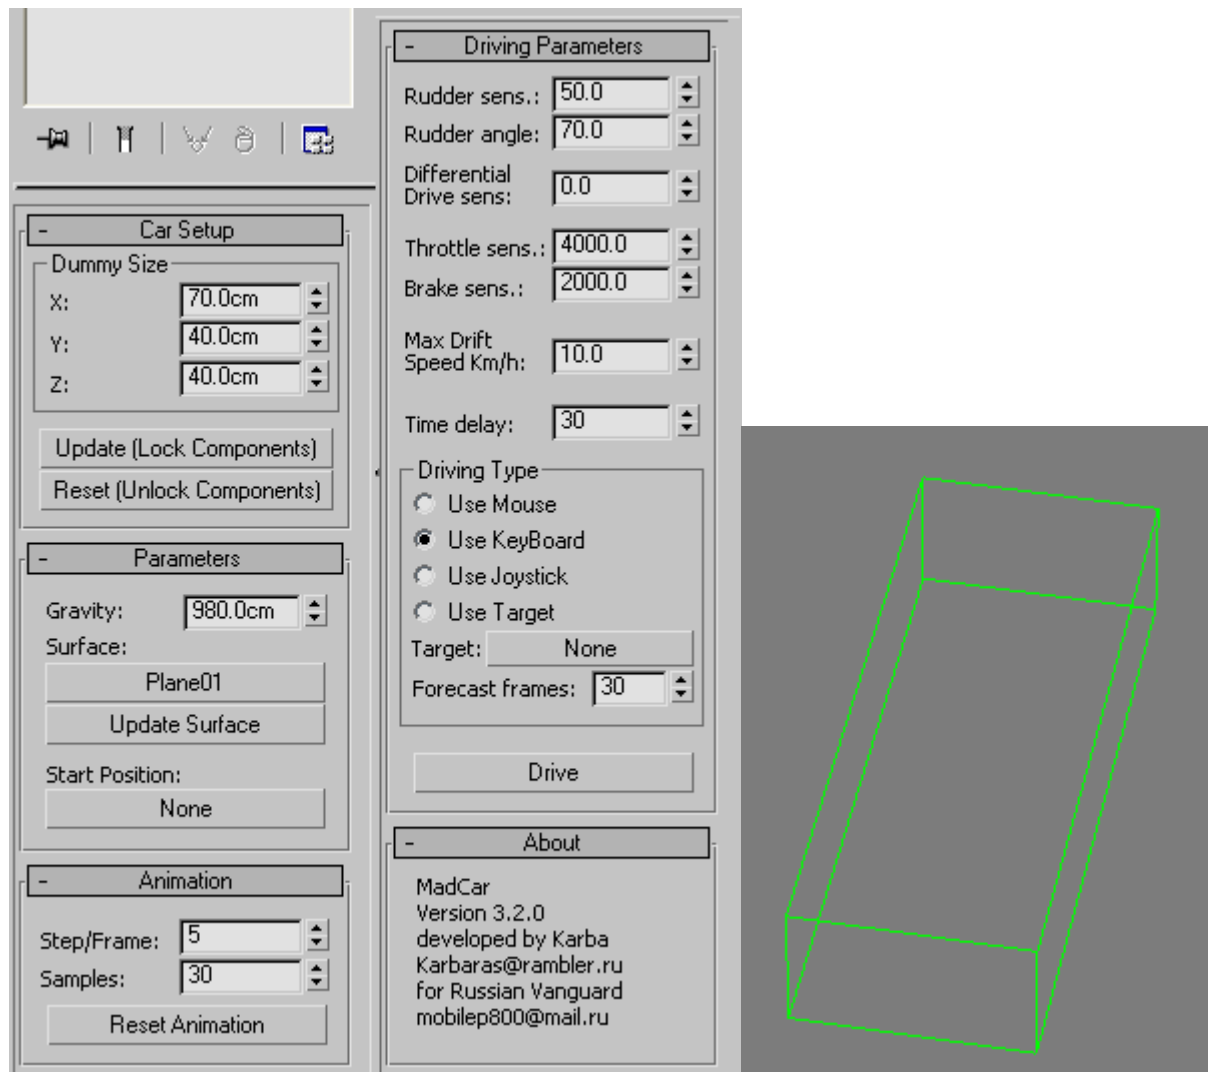 - Car Setup
Dummy Size
X: 70.0cm
Y: 40.0cm
Z: 40.0cm
Update (Lock Components)
Reset (Unlock Components)
- Parameters
Gravity: 980.0cm
Surface:
Plane01
Update Surface
Start Position:
None
- Animation
Step/Frame: 5
Samples: 30
Reset Animation
- Driving Parameters
Rudder sens.: 50.0
Rudder angle: 70.0
Differential
Drive sens: 0.0
Throttle sens.: 4000.0
Brake sens.: 2000.0
Max Drift
Speed Km/h: 10.0
Time delay: 30
Driving Type
Use Mouse
Use KeyBoard
Use Joystick
Use Target
Target: None
Forecast frames: 30
Drive
- About
MadCar
Version 3.2.0
developed by Karba
Karbaras@rambler.ru
for Russian Vanguard
mobilep800@mail.ru